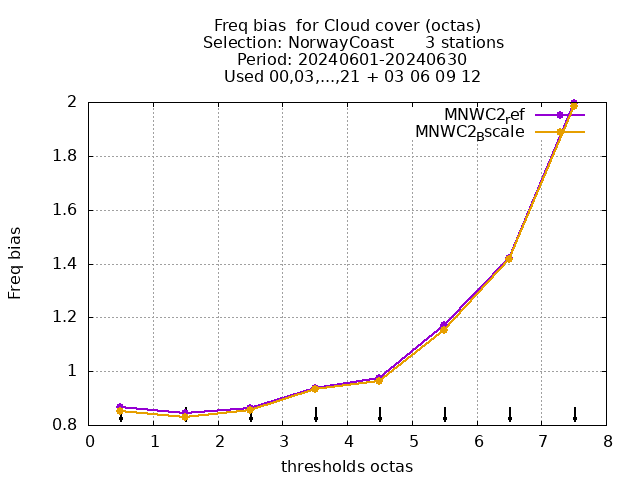 Freq bias  for Cloud cover (octas)
Selection: NorwayCoast      3 stations
Period: 20240601-20240630
Used 00,03,...,21 + 03 06 09 12
MNWC2ref
MNWC2Bscale
Freq bias
2
1.8
1.6
1.4
1.2
1
0.8
0 1 2 3 4 5 6 7 8
thresholds octas